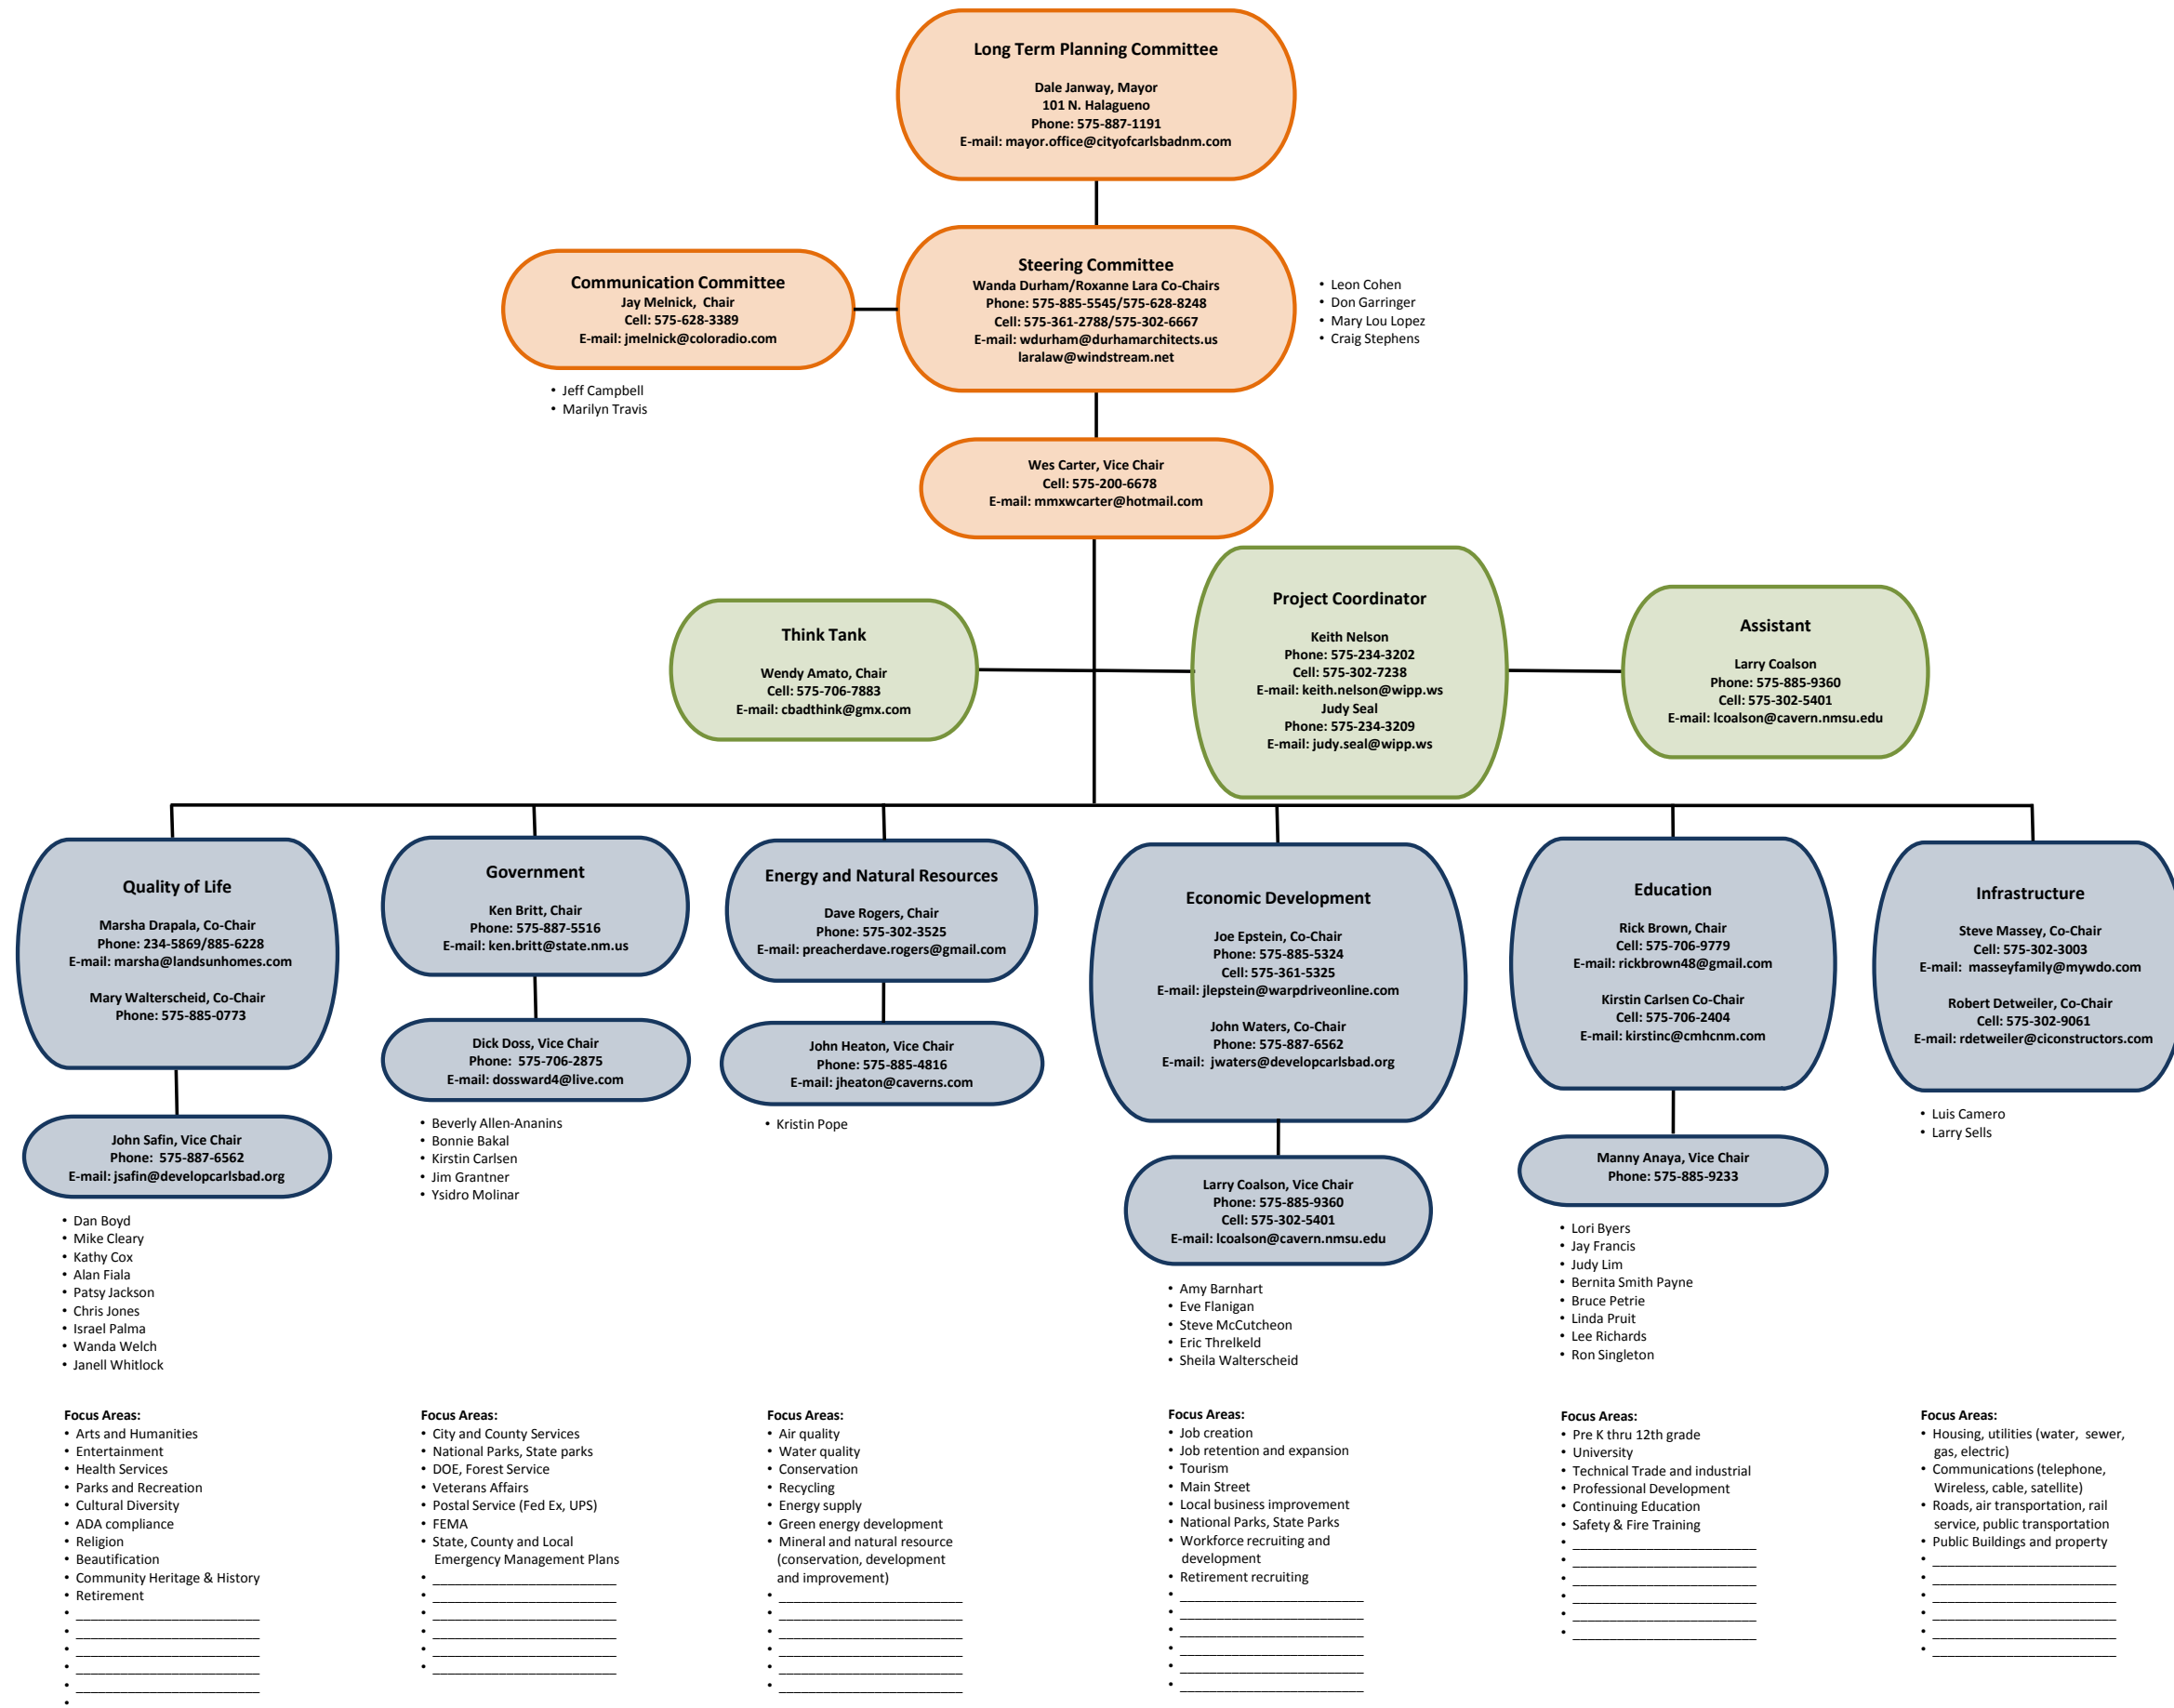 Long Term Planning Committee
Dale Janway, Mayor
101 N. Halagueno
Phone: 575-887-1191
E-mail: mayor.office@cityofcarlsbadnm.com
Communication Committee
Jay Melnick,  Chair
Cell: 575-628-3389
E-mail: jmelnick@coloradio.com
• Jeff Campbell
• Marilyn Travis
Steering Committee
Wanda Durham/Roxanne Lara Co-Chairs
Phone: 575-885-5545/575-628-8248
Cell: 575-361-2788/575-302-6667
E-mail: wdurham@durhamarchitects.us
laralaw@windstream.net
• Leon Cohen
• Don Garringer
• Mary Lou Lopez
• Craig Stephens
Wes Carter, Vice Chair
Cell: 575-200-6678
E-mail: mmxwcarter@hotmail.com
Think Tank
Wendy Amato, Chair
Cell: 575-706-7883
E-mail: cbadthink@gmx.com
Project Coordinator
Keith Nelson
Phone: 575-234-3202
Cell: 575-302-7238
E-mail: keith.nelson@wipp.ws
Judy Seal
Phone: 575-234-3209
E-mail: judy.seal@wipp.ws
Assistant
Larry Coalson
Phone: 575-885-9360
Cell: 575-302-5401
E-mail: lcoalson@cavern.nmsu.edu
Quality of Life
Marsha Drapala, Co-Chair
Phone: 234-5869/885-6228
E-mail: marsha@landsunhomes.com
Mary Walterscheid, Co-Chair
Phone: 575-885-0773
John Safin, Vice Chair
Phone:  575-887-6562
E-mail: jsafin@developcarlsbad.org
• Dan Boyd
• Mike Cleary
• Kathy Cox
• Alan Fiala
• Patsy Jackson
• Chris Jones
• Israel Palma
• Wanda Welch
• Janell Whitlock
Focus Areas:
• Arts and Humanities
• Entertainment
• Health Services
• Parks and Recreation
• Cultural Diversity
• ADA compliance
• Religion
• Beautification
• Community Heritage & History
• Retirement
Government
Ken Britt, Chair
Phone: 575-887-5516
E-mail: ken.britt@state.nm.us
Dick Doss, Vice Chair
Phone:  575-706-2875
E-mail: dossward4@live.com
• Beverly Allen-Ananins
• Bonnie Bakal
• Kirstin Carlsen
• Jim Grantner
• Ysidro Molinar
Focus Areas:
• City and County Services
• National Parks, State parks
• DOE, Forest Service
• Veterans Affairs
• Postal Service (Fed Ex, UPS)
• FEMA
• State, County and Local
Emergency Management Plans
Energy and Natural Resources
Dave Rogers, Chair
Phone: 575-302-3525
E-mail: preacherdave.rogers@gmail.com
John Heaton, Vice Chair
Phone: 575-885-4816
E-mail: jheaton@caverns.com
• Kristin Pope
Focus Areas:
• Air quality
• Water quality
• Conservation
• Recycling
• Energy supply
• Green energy development
• Mineral and natural resource
(conservation, development
and improvement)
Economic Development
Joe Epstein, Co-Chair
Phone: 575-885-5324
Cell: 575-361-5325
E-mail: jlepstein@warpdriveonline.com
John Waters, Co-Chair
Phone: 575-887-6562
E-mail:  jwaters@developcarlsbad.org
Larry Coalson, Vice Chair
Phone: 575-885-9360
Cell: 575-302-5401
E-mail: lcoalson@cavern.nmsu.edu
• Amy Barnhart
• Eve Flanigan
• Steve McCutcheon
• Eric Threlkeld
• Sheila Walterscheid
Focus Areas:
• Job creation
• Job retention and expansion
• Tourism
• Main Street
• Local business improvement
• National Parks, State Parks
• Workforce recruiting and
development
• Retirement recruiting
Education
Rick Brown, Chair
Cell: 575-706-9779
E-mail: rickbrown48@gmail.com
Kirstin Carlsen Co-Chair
Cell: 575-706-2404
E-mail: kirstinc@cmhcnm.com
Manny Anaya, Vice Chair
Phone: 575-885-9233
• Lori Byers
• Jay Francis
• Judy Lim
• Bernita Smith Payne
• Bruce Petrie
• Linda Pruit
• Lee Richards
• Ron Singleton
Focus Areas:
• Pre K thru 12th grade
• University
• Technical Trade and industrial
• Professional Development
• Continuing Education
• Safety & Fire Training
Infrastructure
Steve Massey, Co-Chair
Cell: 575-302-3003
E-mail:  masseyfamily@mywdo.com
Robert Detweiler, Co-Chair
Cell: 575-302-9061
E-mail: rdetweiler@ciconstructors.com
• Luis Camero
• Larry Sells
Focus Areas:
• Housing, utilities (water,  sewer,
gas, electric)
• Communications (telephone,
Wireless, cable, satellite)
• Roads, air transportation, rail
service, public transportation
• Public Buildings and property